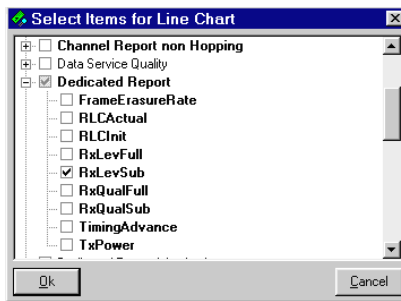 Select Items for Line Chart
Channel Report non Hopping
Data Service Quality
Dedicated Report
FrameErasureRate
RLCActual
RLCInit
RxLevFull
RxLevSub
RxQualFull
RxQualSub
TimingAdvance
TxPower
Ok
Cancel